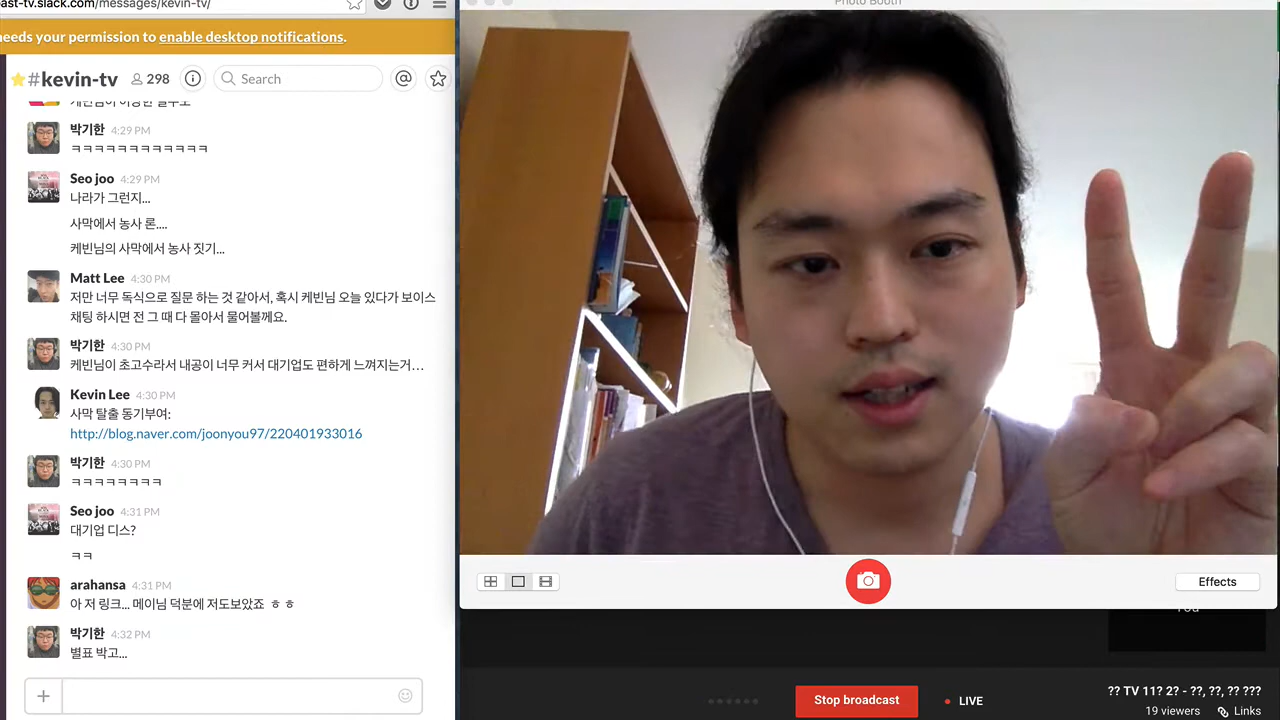 ast-tv.slack.com/messages/kevin-tv/
needs your permission to enable desktop notifications.
#kevin-tv 298 Search
박기한 4:29 PM
ㅋㅋㅋㅋㅋㅋㅋㅋㅋㅋㅋㅋ
Seo joo 4:29 PM
나라가 그런지...
사막에서 농사 론....
케빈님의 사막에서 농사 짓기...
Matt Lee 4:30 PM
저만 너무 독식으로 질문 하는 것 같아서, 혹시 케빈님 오늘 있다가 보이스
채팅 하시면 전 그 때 다 몰아서 물어볼께요.
박기한 4:30 PM
케빈님이 초고수라서 내공이 너무 커서 대기업도 편하게 느껴지는거...
Kevin Lee 4:30 PM
사막 탈출 동기부여:
http://blog.naver.com/joonyou97/220401933016
박기한 4:30 PM
ㅋㅋㅋㅋㅋㅋㅋㅋ
Seo joo 4:31 PM
대기업 디스?
ㅋㅋ
arahansa 4:31 PM
아 저 링크... 메이님 덕분에 저도보았죠 ㅎㅎ
박기한 4:32 PM
별표 박고...
Photo Booth
Effects
You
Stop broadcast
LIVE
?? TV 11? 2? - ??, ??, ?? ???
19 viewers Links